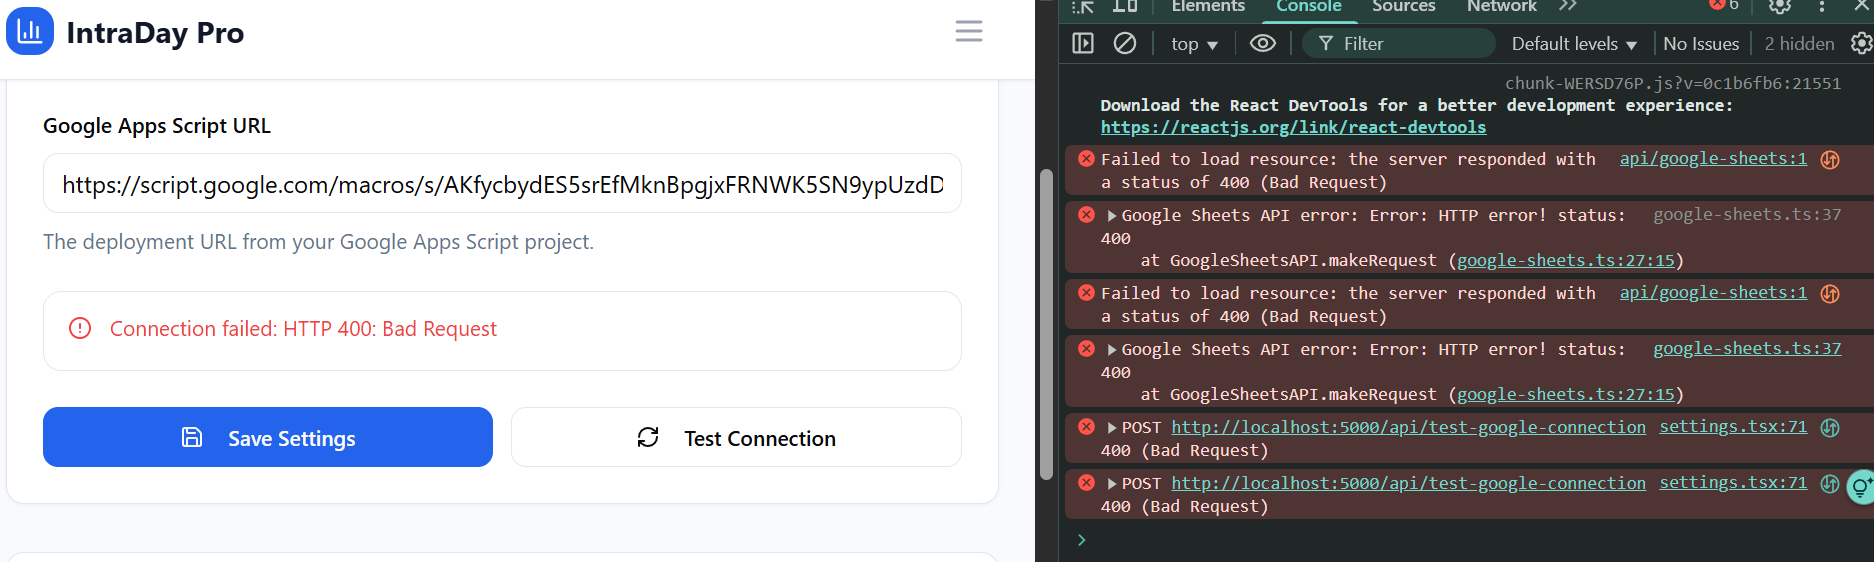 IntraDay Pro
Google Apps Script URL
https://script.google.com/macros/s/AKfycbydES5srEfMknBpgjxFRNWK5SN9ypUzdD
The deployment URL from your Google Apps Script project.
Connection failed: HTTP 400: Bad Request
Save Settings
Test Connection
Elements Console Sources Network 6
top Filter Default levels No Issues 2 hidden
chunk-WERSD76P.js?v=0c1b6fb6:21551
Download the React DevTools for a better development experience:
https://reactjs.org/link/react-devtools
Failed to load resource: the server responded with api/google-sheets:1
a status of 400 (Bad Request)
Google Sheets API error: Error: HTTP error! status: google-sheets.ts:37
400
at GoogleSheetsAPI.makeRequest (google-sheets.ts:27:15)
Failed to load resource: the server responded with api/google-sheets:1
a status of 400 (Bad Request)
Google Sheets API error: Error: HTTP error! status: google-sheets.ts:37
400
at GoogleSheetsAPI.makeRequest (google-sheets.ts:27:15)
POST http://localhost:5000/api/test-google-connection settings.tsx:71
400 (Bad Request)
POST http://localhost:5000/api/test-google-connection settings.tsx:71
400 (Bad Request)